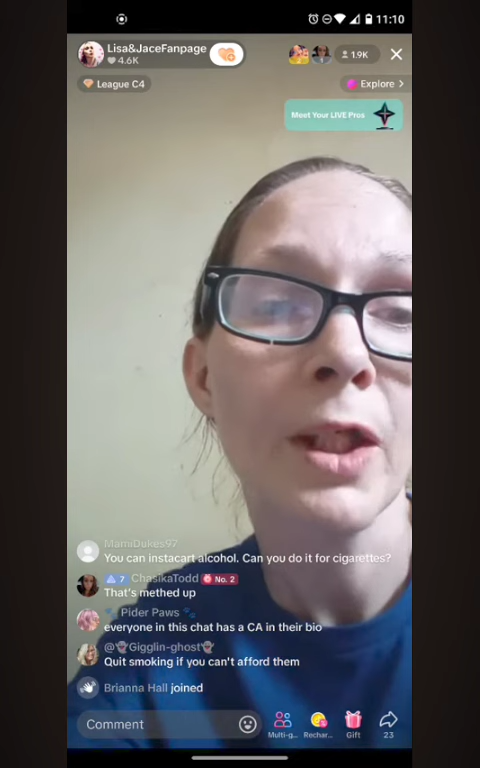 11:10
Lisa&JaceFanpage
4.6K
1.9K
League C4
Explore >
Meet Your LIVE Pros
MamiDukes97
You can instacart alcohol. Can you do it for cigarettes?
7 ChasikaTodd No. 2
That's methed up
🐾 Pider Paws 🐾
everyone in this chat has a CA in their bio
@👻Gigglin-ghost👻
Quit smoking if you can't afford them
Brianna Hall joined
Comment
Multi-g... Rechar... Gift 23